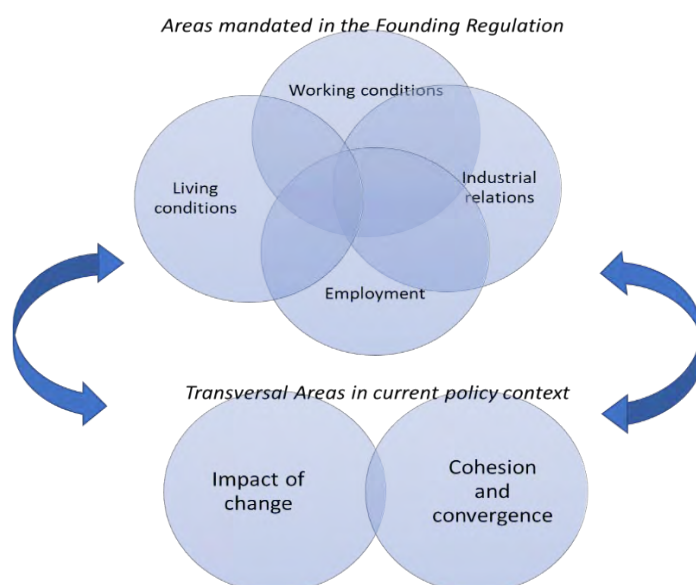 Areas mandated in the Founding Regulation
Working conditions
Living
conditions
Industrial
relations
Employment
Transversal Areas in current policy context
Impact of
change
Cohesion
and
convergence